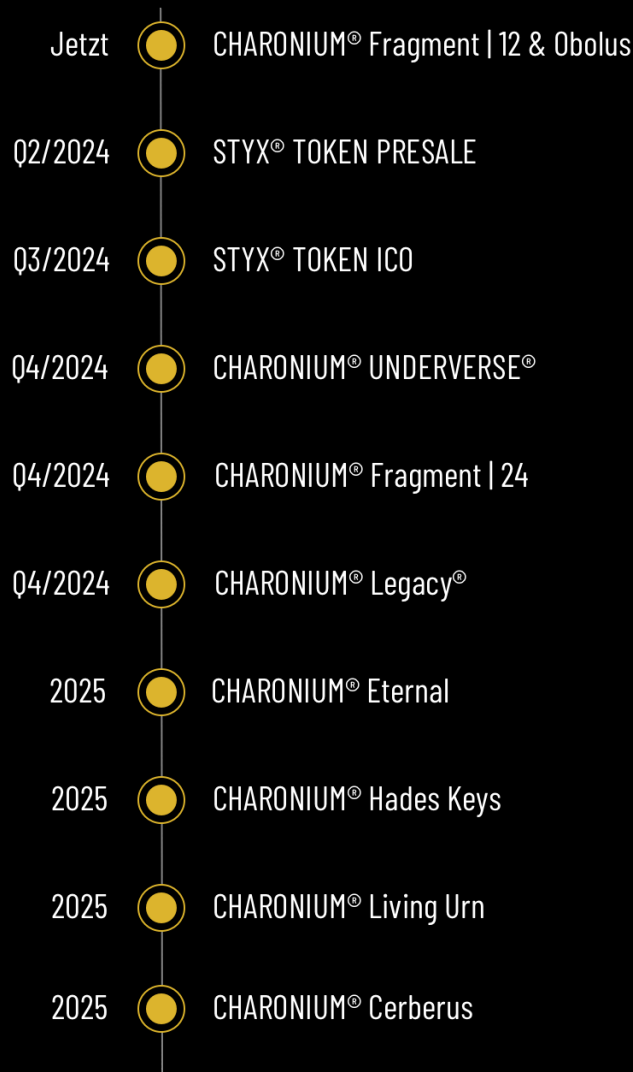 Jetzt CHARONIUM® Fragment | 12 & Obolus
Q2/2024 STYX® TOKEN PRESALE
Q3/2024 STYX® TOKEN ICO
Q4/2024 CHARONIUM® UNDERVERSE®
Q4/2024 CHARONIUM® Fragment | 24
Q4/2024 CHARONIUM® Legacy®
2025 CHARONIUM® Eternal
2025 CHARONIUM® Hades Keys
2025 CHARONIUM® Living Urn
2025 CHARONIUM® Cerberus